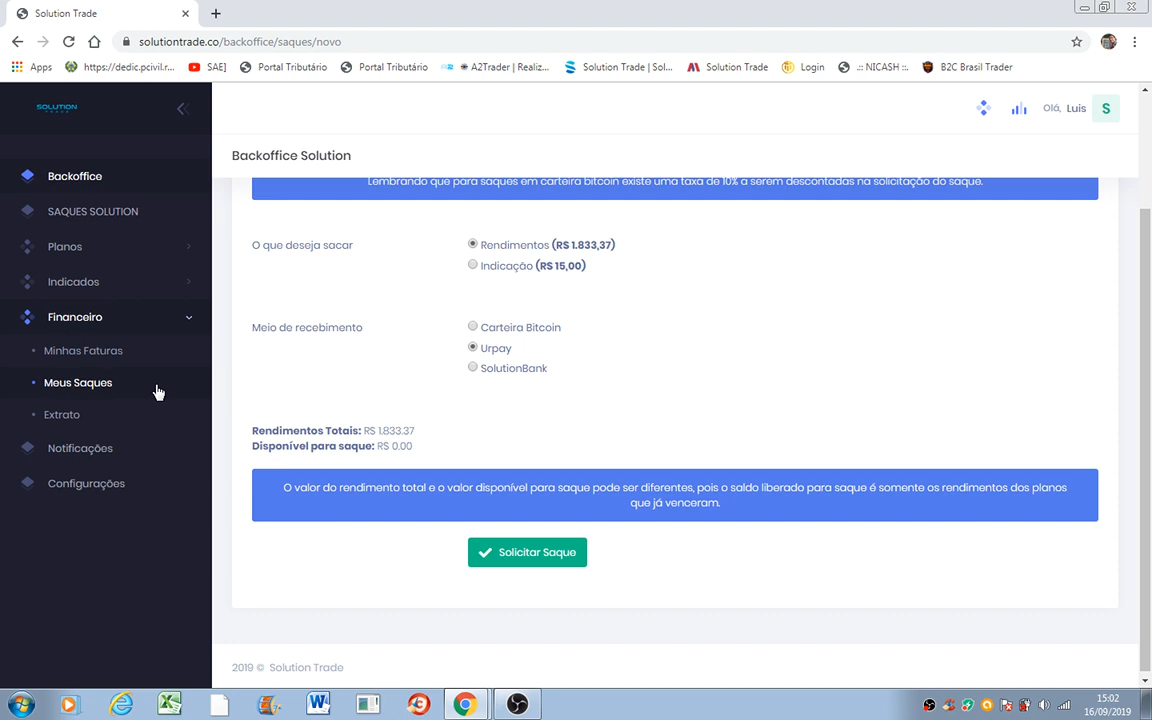 Solution Trade
solutiontrade.co/backoffice/saques/novo
Apps
https://dedic.pcivil.r...
SAE]
Portal Tributário
Portal Tributário
A2Trader | Realiz...
Solution Trade | Sol...
Solution Trade
Login
.:: NICASH ::.
B2C Brasil Trader
SOLUTION
Olá, Luis
S
Backoffice
SAQUES SOLUTION
Planos
Indicados
Financeiro
Minhas Faturas
Meus Saques
Extrato
Notificações
Configurações
Backoffice Solution
Lembrando que para saques em carteira bitcoin existe uma taxa de 10% a serem descontadas na solicitação do saque.
O que deseja sacar
Rendimentos (R$ 1.833,37)
Indicação (R$ 15,00)
Meio de recebimento
Carteira Bitcoin
Urpay
SolutionBank
Rendimentos Totais: R$ 1.833.37
Disponível para saque: R$ 0.00
O valor do rendimento total e o valor disponível para saque pode ser diferentes, pois o saldo liberado para saque é somente os rendimentos dos planos
que já venceram.
Solicitar Saque
2019 © Solution Trade
15:02
16/09/2019